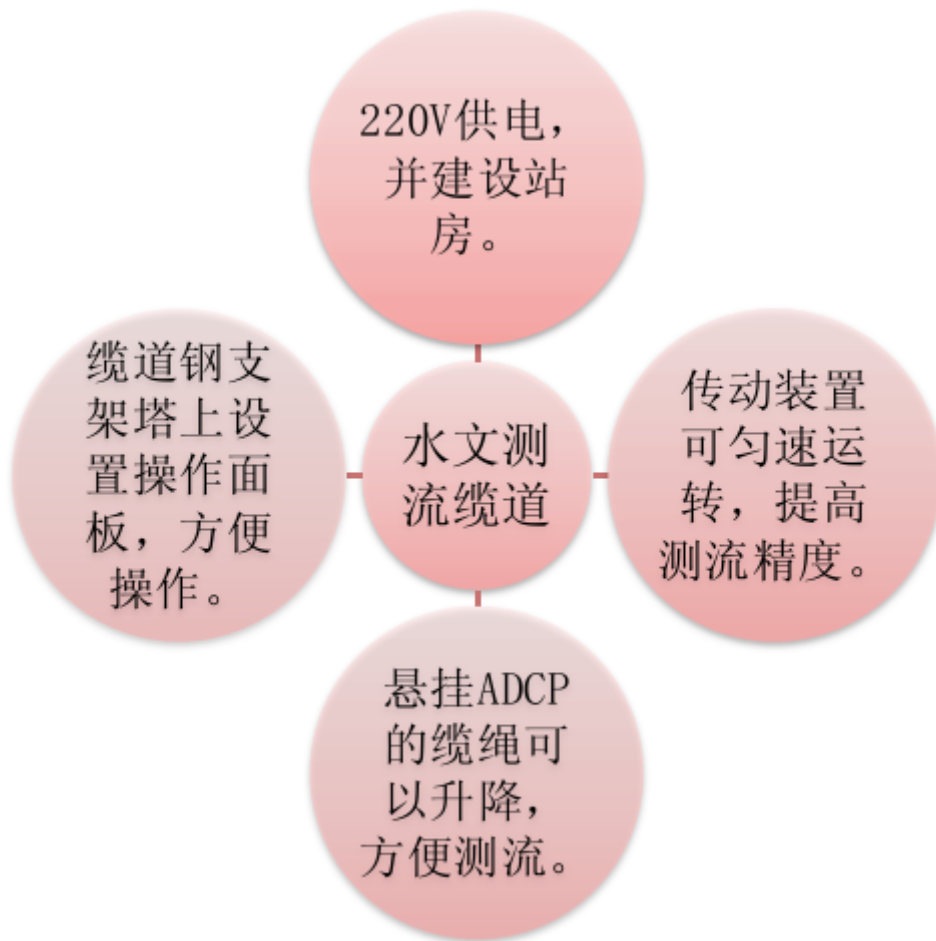 220V供电，
并建设站
房。
缆道钢支
架塔上设
置操作面
板，方便
操作。
水文测
流缆道
传动装置
可匀速运
转，提高
测流精度。
悬挂ADCP
的缆绳可
以升降，
方便测流。